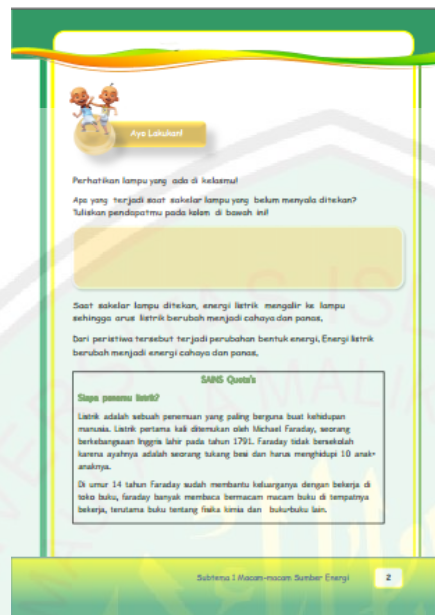 Ayo Lakukan!
Perhatikan lampu yang ada di kelasmu!
Apa yang terjadi saat sakelar lampu yang belum menyala ditekan?
Tuliskan pendapatmu pada kolom di bawah ini!
Saat sakelar lampu ditekan, energi listrik mengalir ke lampu
sehingga arus listrik berubah menjadi cahaya dan panas.
Dari peristiwa tersebut terjadi perubahan bentuk energi, Energi listrik
berubah menjadi energi cahaya dan panas.
SAINS Quota's
Siapa penemu listrik?
Listrik adalah sebuah penemuan yang paling berguna buat kehidupan
manusia. Listrik pertama kali ditemukan oleh Michael Faraday, seorang
berkebangsaan Inggris lahir pada tahun 1791. Faraday tidak bersekolah
karena ayahnya adalah seorang tukang besi dan harus menghidupi 10 anak-
anaknya.
Di umur 14 tahun Faraday sudah membantu keluarganya dengan bekerja di
toko buku, faraday banyak membaca bermacam macam buku di tempatnya
bekerja, terutama buku tentang fisika kimia dan buku-buku lain.
Subtema 1 Macam-macam Sumber Energi
2